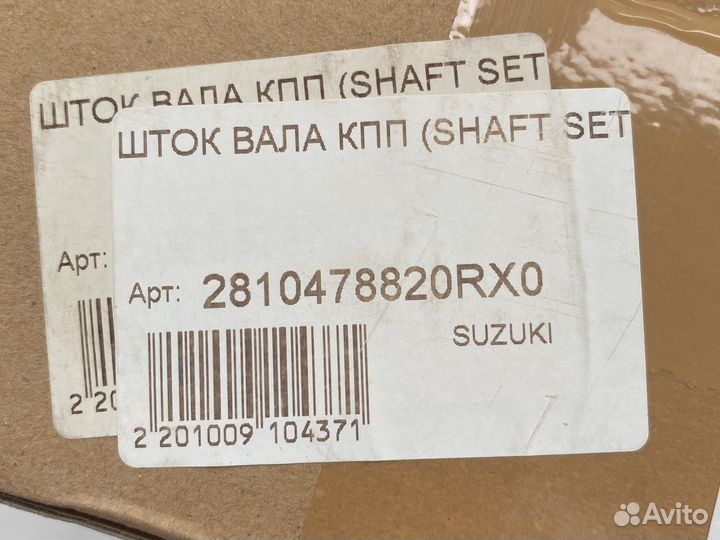 ШТОК ВАЛА КПП (SHAFT SET
ШТОК ВАЛА КПП (SHAFT SET
Арт:
Арт: 2810478820RX0
SUZUKI
2 20
2 201009 104371
Avito